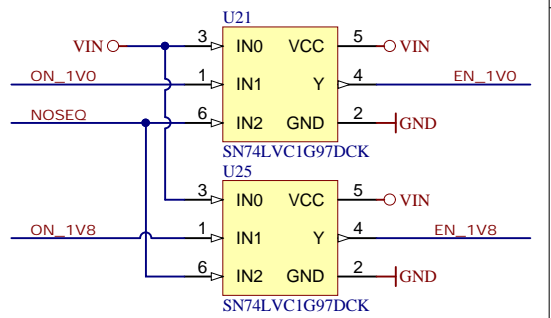 U21
VIN 3 IN0 VCC 5 VIN
ON_1V0 1 IN1 Y 4 EN_1V0
NOSEQ 6 IN2 GND 2 GND
SN74LVC1G97DCK
U25
3 IN0 VCC 5 VIN
ON_1V8 1 IN1 Y 4 EN_1V8
6 IN2 GND 2 GND
SN74LVC1G97DCK